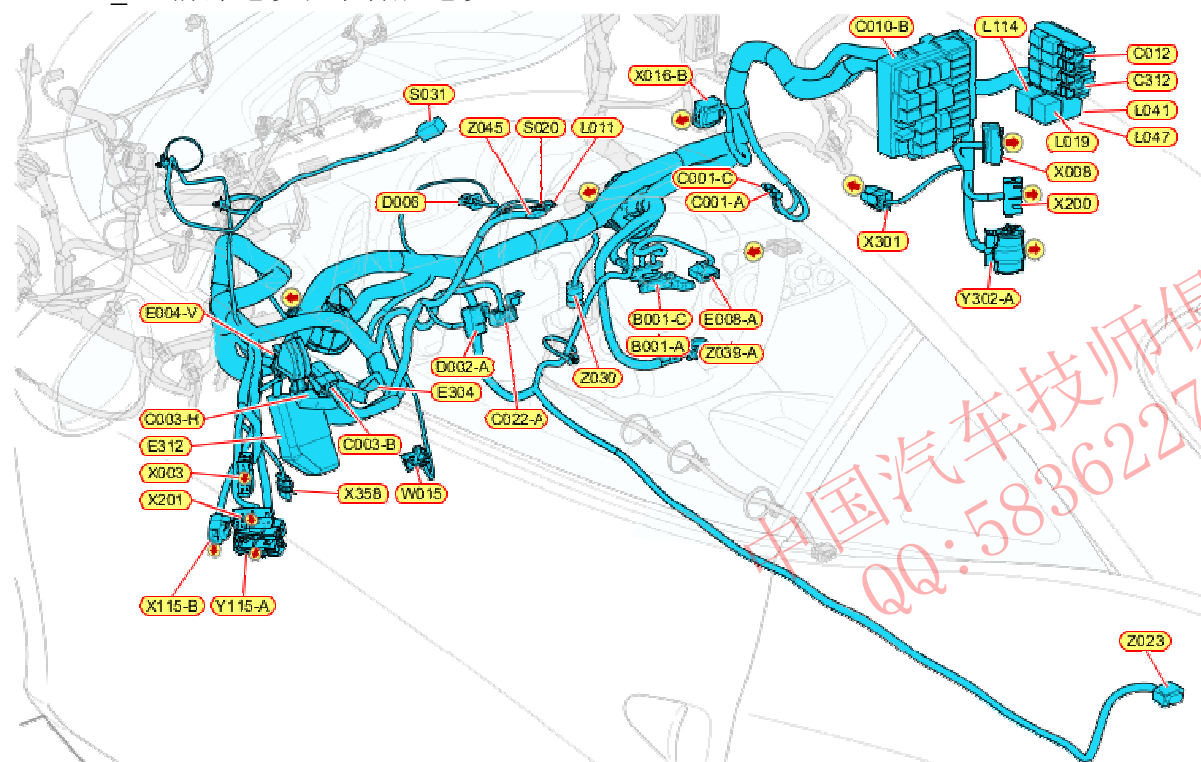 C010-B
L114
C012
X016-B
C312
S031
L041
Z045
S020
L011
L019
L047
X008
C001-C
C001-A
D006
X200
X301
Y302-A
E004-V
B001-C
E008-A
B001-A
Z039-A
D002-A
Z030
E304
C003-H
C022-A
E312
C003-B
X003
X201
X358
W015
中国汽车技师俱
QQ:5836227
X115-B
Y115-A
Z023